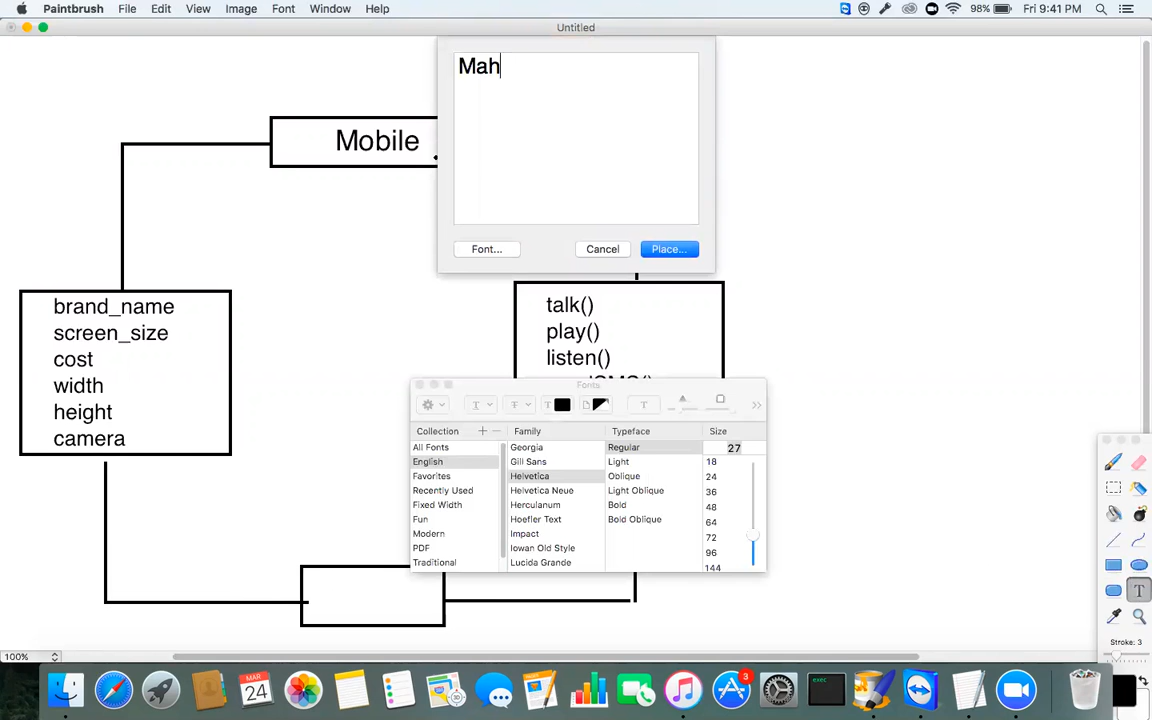 Paintbrush File Edit View Image Font Window Help 98% Fri 9:41 PM
Untitled
Mah
Mobile
Font... Cancel Place...
brand_name
screen_size
cost
width
height
camera
talk()
play()
listen()
Fonts
Collection Family Typeface Size
All Fonts Georgia Regular 27
English Gill Sans Light 18
Favorites Helvetica Oblique 24
Recently Used Helvetica Neue Light Oblique 36
Fixed Width Herculanum Bold 48
Fun Hoefler Text Bold Oblique 64
Modern Impact 72
PDF Iowan Old Style 96
Traditional Lucida Grande 144
Stroke: 3
100%
MAR
24
3
exec